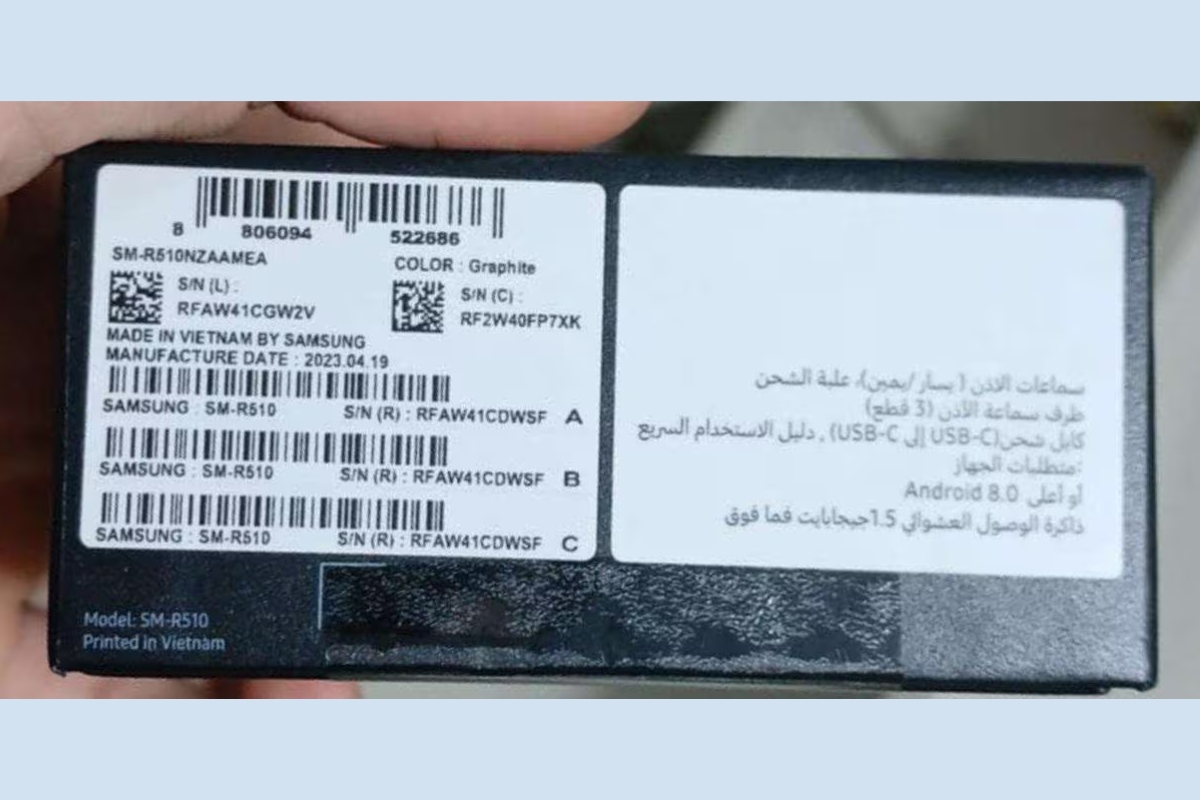 8 806094 522686
SM-R510NZAAMEA COLOR : Graphite
S/N (L) : S/N (C) :
RFAW41CGW2V RF2W40FP7XK
MADE IN VIETNAM BY SAMSUNG
MANUFACTURE DATE : 2023.04.19
SAMSUNG : SM-R510 S/N (R) : RFAW41CDWSF A
SAMSUNG : SM-R510 S/N (R) : RFAW41CDWSF B
SAMSUNG : SM-R510 S/N (R) : RFAW41CDWSF C
سماعات الاذن ( يسار /يمين)، علبة الشحن
طرف سماعة الأذن (3 قطع)
كابل شحن(USB-C إلى USB-C) , دليل الاستخدام السريع
:متطلبات الجهاز
أو أعلى Android 8.0
ذاكرة الوصول العشوائي 1.5جيجابايت فما فوق
Model: SM-R510
Printed in Vietnam